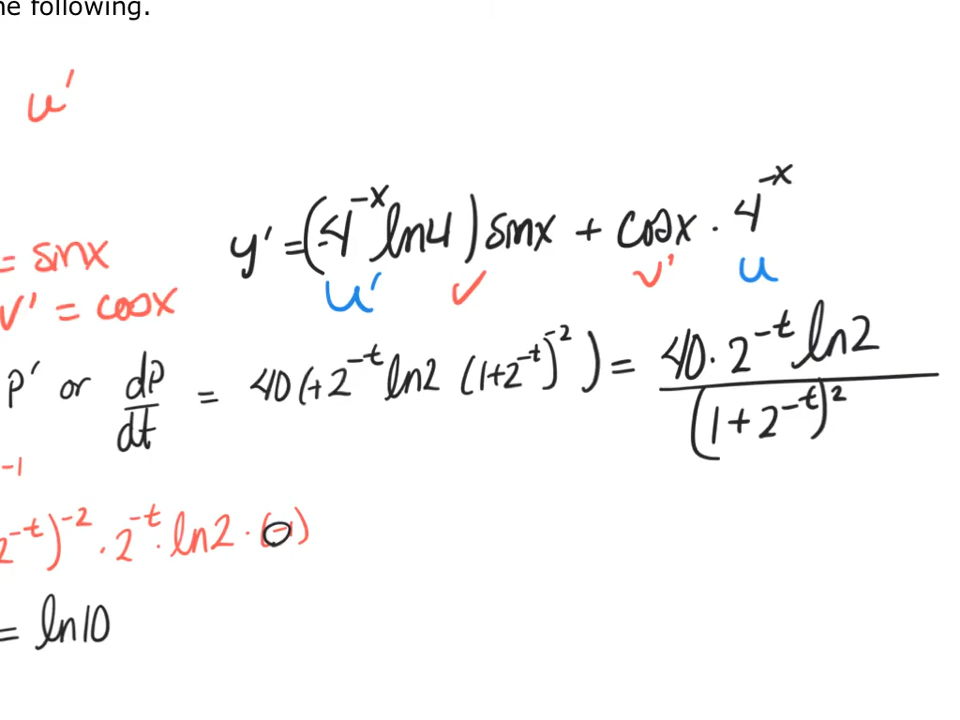 he following.
u'
y' = (-4^-x ln4) sinx + cosx · 4^-x
= sinx
u' v v' u
v' = cosx
p' or dp/dt = 40(+2^-t ln2 (1+2^-t)^-2) = 40·2^-t ln2 / (1+2^-t)^2
-1
2^-t)^-2 · 2^-t · ln2 · (-)
= ln10